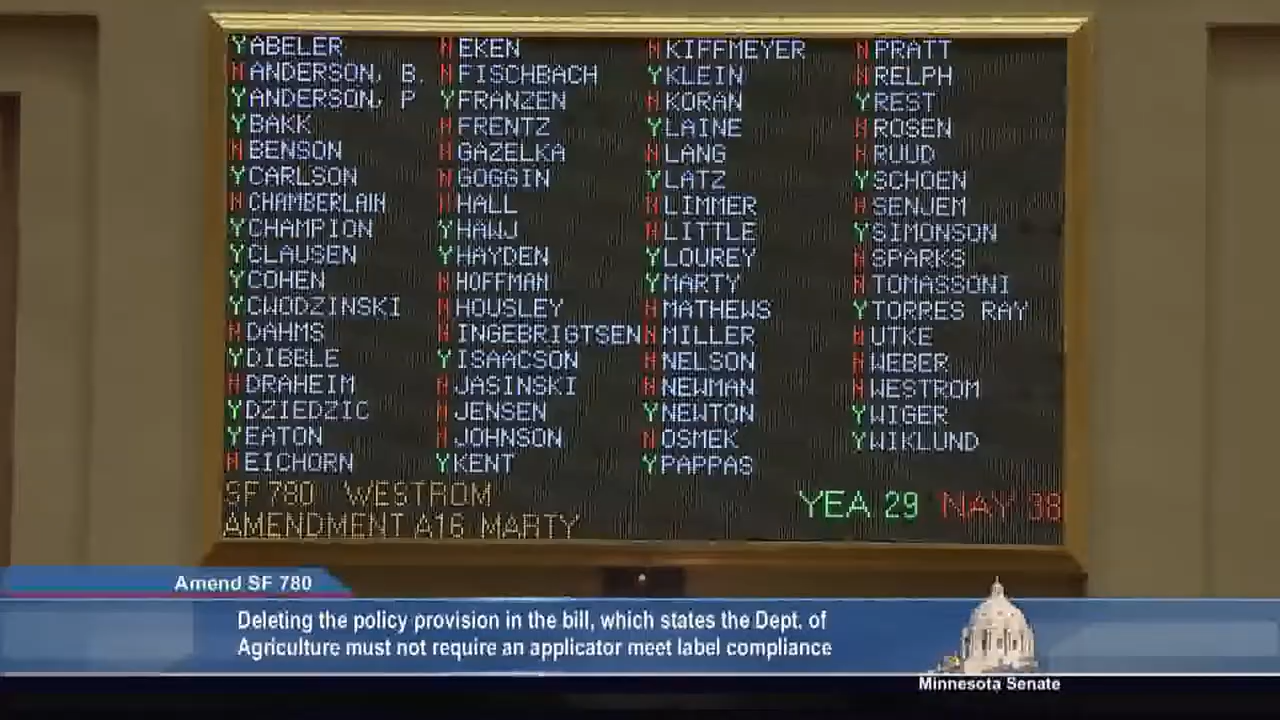 Y ABELER N EKEN N KIFFMEYER N PRATT
N ANDERSON, B. N FISCHBACH Y KLEIN N RELPH
Y ANDERSON, P Y FRANZEN N KORAN Y REST
Y BAKK N FRENTZ Y LAINE N ROSEN
N BENSON N GAZELKA N LANG N RUUD
Y CARLSON N GOGGIN Y LATZ Y SCHOEN
N CHAMBERLAIN N HALL N LIMMER N SENJEM
Y CHAMPION Y HAWJ N LITTLE Y SIMONSON
Y CLAUSEN Y HAYDEN Y LOUREY N SPARKS
Y COHEN N HOFFMAN Y MARTY N TOMASSONI
Y CWODZINSKI N HOUSLEY N MATHEWS Y TORRES RAY
N DAHMS N INGEBRIGTSEN N MILLER N UTKE
Y DIBBLE Y ISAACSON N NELSON N WEBER
N DRAHEIM N JASINSKI N NEWMAN N WESTROM
Y DZIEDZIC N JENSEN Y NEWTON Y WIGER
Y EATON N JOHNSON N OSMEK Y WIKLUND
N EICHORN Y KENT Y PAPPAS
SF 780 WESTROM
YEA 29 NAY 38
AMENDMENT A16 MARTY
Amend SF 780
Deleting the policy provision in the bill, which states the Dept. of
Agriculture must not require an applicator meet label compliance
Minnesota Senate